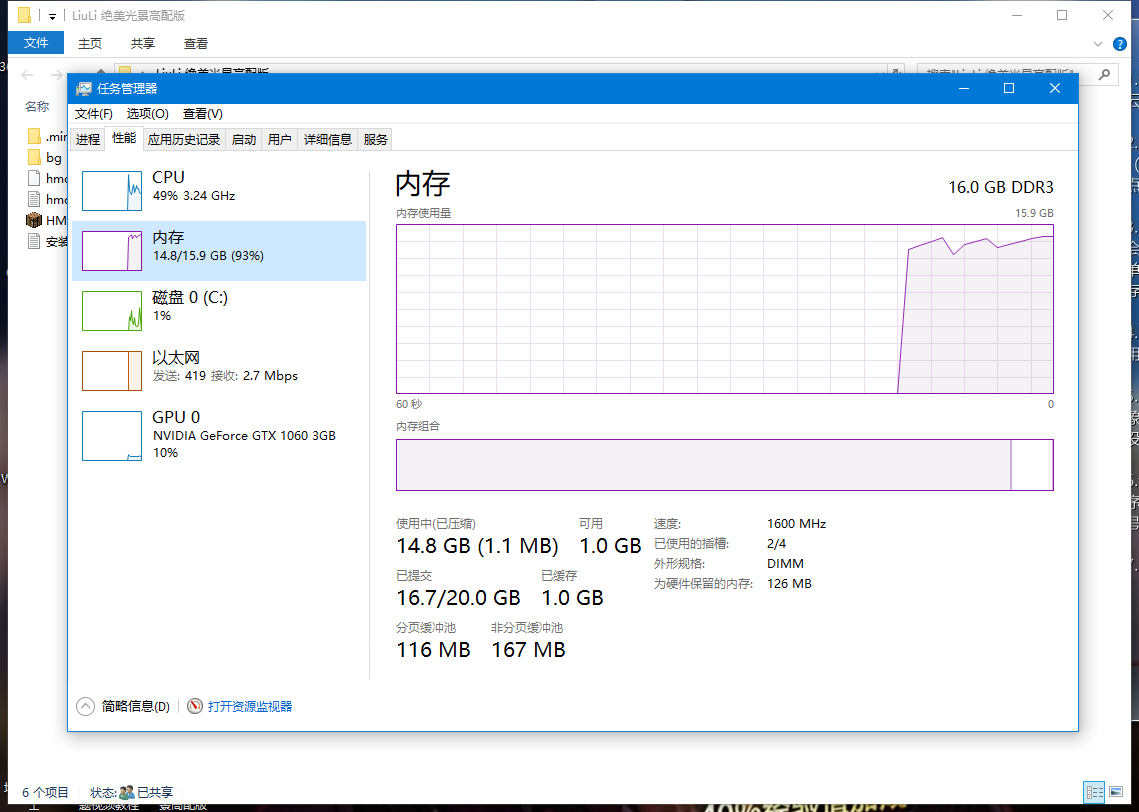 LiuLi 绝美光景高配版
文件 主页 共享 查看
LiuLi 绝美光景高配版
搜索"LiuLi 绝美光景高配版"
名称
bg
任务管理器
文件(F) 选项(O) 查看(V)
进程 性能 应用历史记录 启动 用户 详细信息 服务
CPU
49% 3.24 GHz
内存
14.8/15.9 GB (93%)
磁盘 0 (C:)
1%
以太网
发送: 419 接收: 2.7 Mbps
GPU 0
NVIDIA GeForce GTX 1060 3GB
10%
内存 16.0 GB DDR3
内存使用量 15.9 GB
60 秒 0
内存组合
使用中(已压缩) 可用
14.8 GB (1.1 MB) 1.0 GB
已提交 已缓存
16.7/20.0 GB 1.0 GB
分页缓冲池 非分页缓冲池
116 MB 167 MB
速度: 1600 MHz
已使用的插槽: 2/4
外形规格: DIMM
为硬件保留的内存: 126 MB
简略信息(D) 打开资源监视器
6 个项目 状态: 已共享